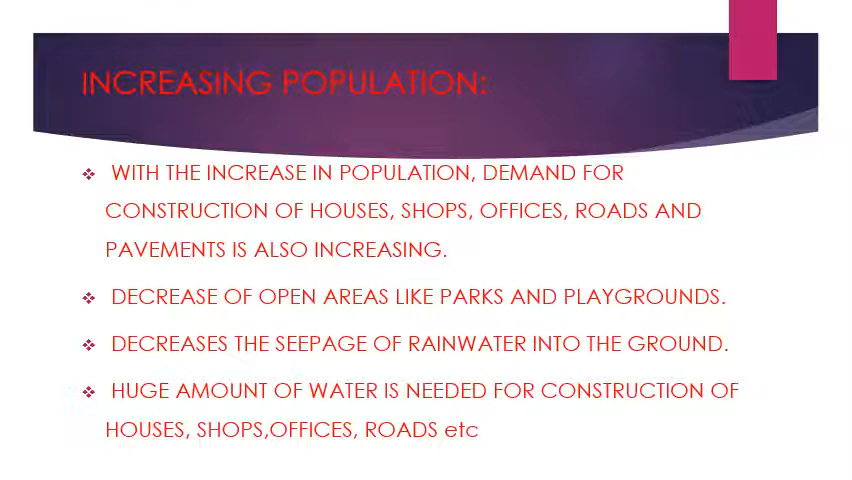 INCREASING POPULATION:
❖ WITH THE INCREASE IN POPULATION, DEMAND FOR
CONSTRUCTION OF HOUSES, SHOPS, OFFICES, ROADS AND
PAVEMENTS IS ALSO INCREASING.
❖ DECREASE OF OPEN AREAS LIKE PARKS AND PLAYGROUNDS.
❖ DECREASES THE SEEPAGE OF RAINWATER INTO THE GROUND.
❖ HUGE AMOUNT OF WATER IS NEEDED FOR CONSTRUCTION OF
HOUSES, SHOPS,OFFICES, ROADS etc